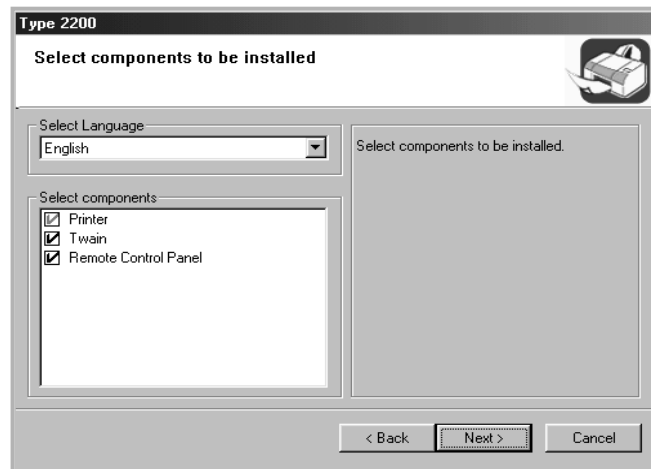 Type 2200
Select components to be installed
Select Language
English
Select components to be installed.
Select components
Printer
Twain
Remote Control Panel
< Back
Next >
Cancel